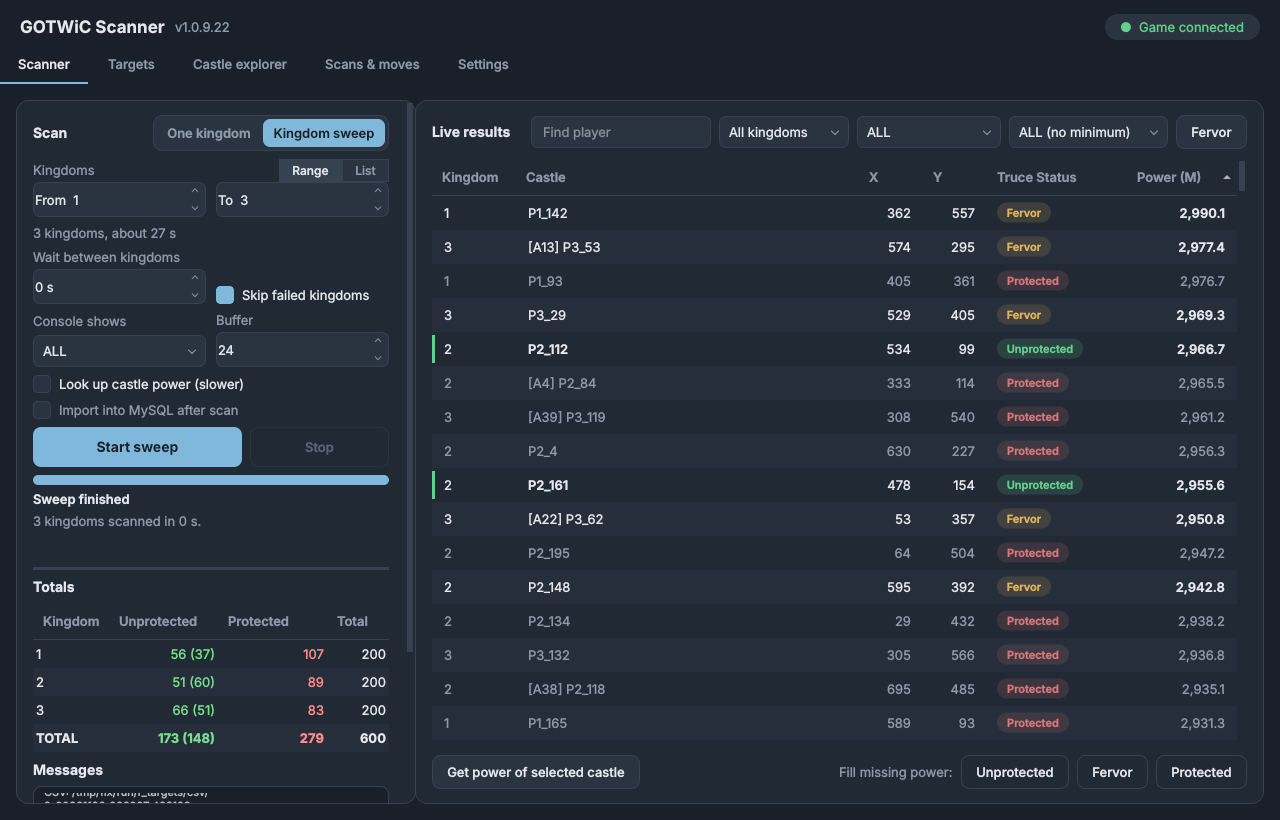 GOTWiC Scanner v1.0.9.22
Game connected
Scanner Targets Castle explorer Scans & moves Settings
Scan One kingdom Kingdom sweep
Kingdoms Range List
From 1 To 3
3 kingdoms, about 27 s
Wait between kingdoms
0 s Skip failed kingdoms
Console shows Buffer
ALL 24
Look up castle power (slower)
Import into MySQL after scan
Start sweep Stop
Sweep finished
3 kingdoms scanned in 0 s.
Totals
Kingdom Unprotected Protected Total
1 56 (37) 107 200
2 51 (60) 89 200
3 66 (51) 83 200
TOTAL 173 (148) 279 600
Messages
Live results Find player All kingdoms ALL ALL (no minimum) Fervor
Kingdom Castle X Y Truce Status Power (M)
1 P1_142 362 557 Fervor 2,990.1
3 [A13] P3_53 574 295 Fervor 2,977.4
1 P1_93 405 361 Protected 2,976.7
3 P3_29 529 405 Fervor 2,969.3
2 P2_112 534 99 Unprotected 2,966.7
2 [A4] P2_84 333 114 Protected 2,965.5
3 [A39] P3_119 308 540 Protected 2,961.2
2 P2_4 630 227 Protected 2,956.3
2 P2_161 478 154 Unprotected 2,955.6
3 [A22] P3_62 53 357 Fervor 2,950.8
2 P2_195 64 504 Protected 2,947.2
2 P2_148 595 392 Fervor 2,942.8
2 P2_134 29 432 Protected 2,938.2
3 P3_132 305 566 Protected 2,936.8
2 [A38] P2_118 695 485 Protected 2,935.1
1 P1_165 589 93 Protected 2,931.3
Get power of selected castle Fill missing power: Unprotected Fervor Protected